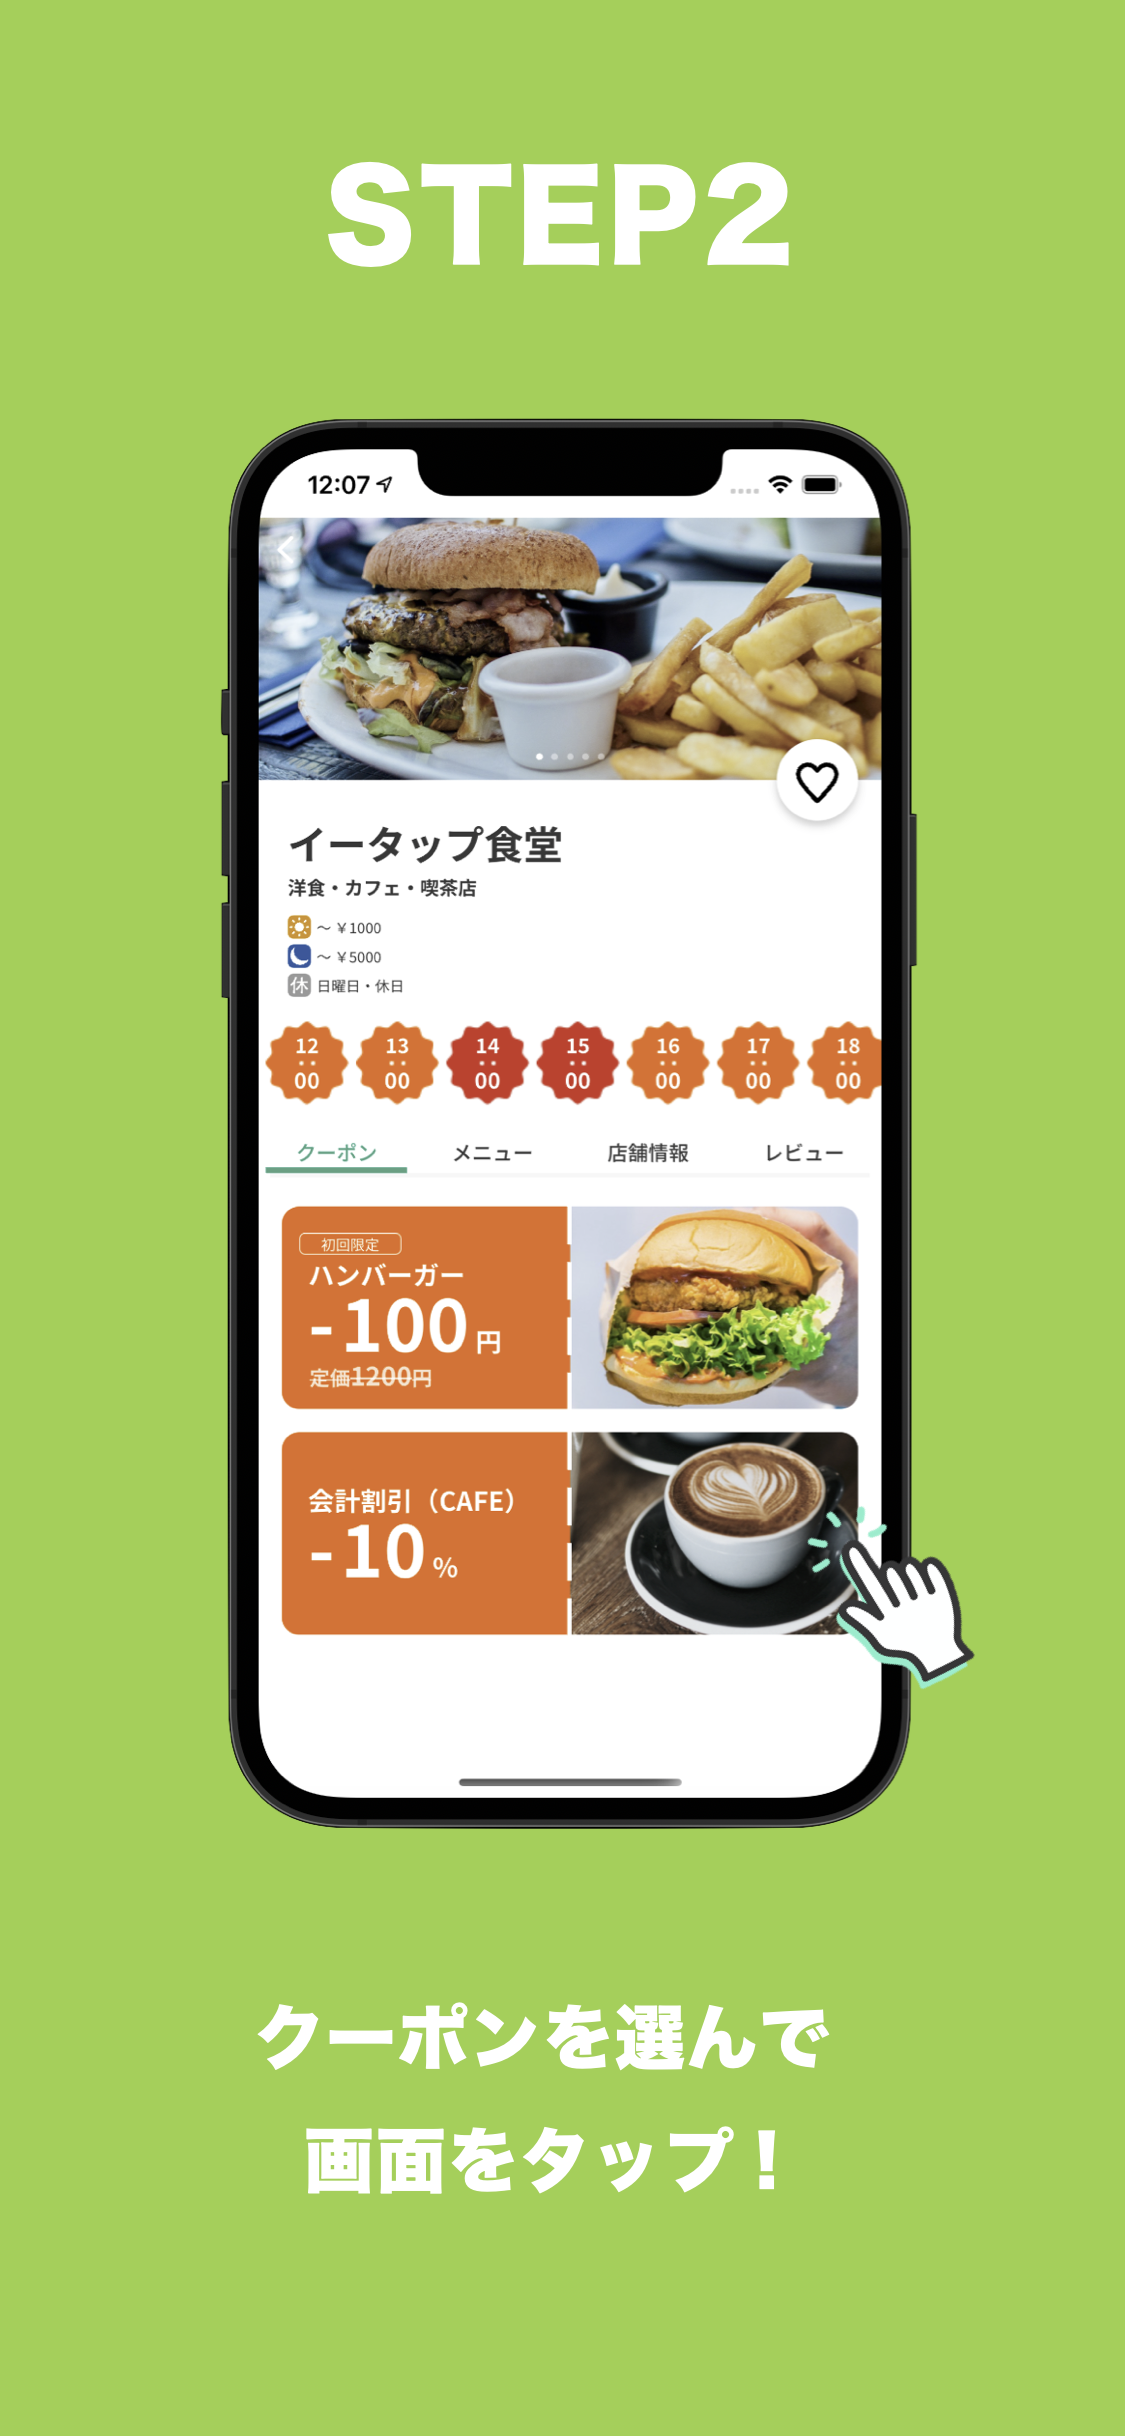 STEP2
12:07
イータップ食堂
洋食・カフェ・喫茶店
～ ￥1000
～ ￥5000
休 日曜日・休日
12:00 13:00 14:00 15:00 16:00 17:00 18:00
クーポン メニュー 店舗情報 レビュー
初回限定
ハンバーガー
-100円
定価1200円
会計割引（CAFE）
-10%
クーポンを選んで
画面をタップ！